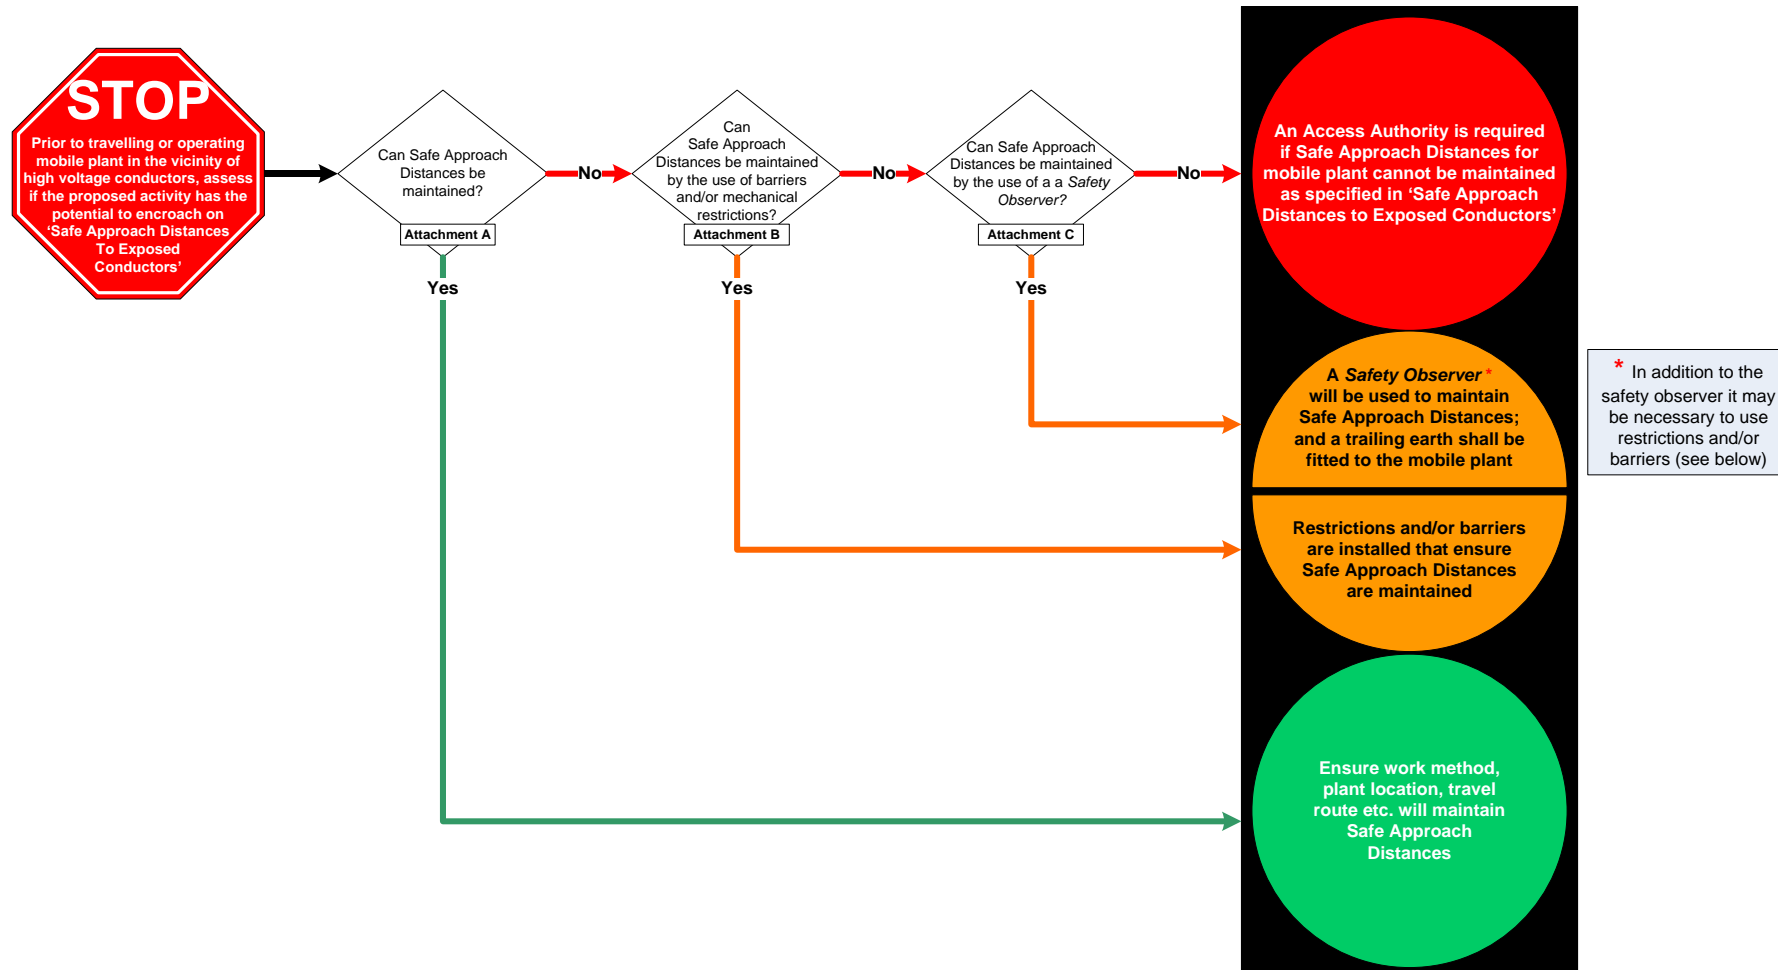 STOP
Prior to travelling or operating
mobile plant in the vicinity of
high voltage conductors, assess
if the proposed activity has the
potential to encroach on
‘Safe Approach Distances
To Exposed
Conductors’
Can Safe Approach
Distances be
maintained?
Attachment A
Yes
No
Can
Safe Approach
Distances be maintained
by the use of barriers
and/or mechanical
restrictions?
Attachment B
Yes
No
Can Safe Approach
Distances be maintained
by the use of a a Safety
Observer?
Attachment C
Yes
No
An Access Authority is required
if Safe Approach Distances for
mobile plant cannot be maintained
as specified in ‘Safe Approach
Distances to Exposed Conductors’
A Safety Observer *
will be used to maintain
Safe Approach Distances;
and a trailing earth shall be
fitted to the mobile plant
* In addition to the
safety observer it may
be necessary to use
restrictions and/or
barriers (see below)
Restrictions and/or barriers
are installed that ensure
Safe Approach Distances
are maintained
Ensure work method,
plant location, travel
route etc. will maintain
Safe Approach
Distances